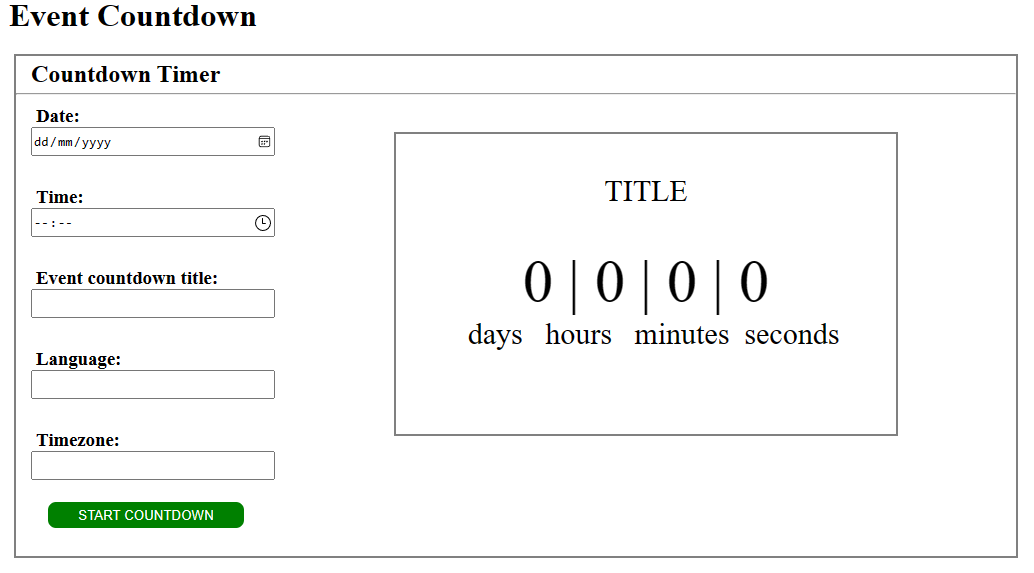 Event Countdown
Countdown Timer
Date:
dd/mm/yyyy
Time:
--:--
Event countdown title:
Language:
Timezone:
START COUNTDOWN
TITLE
0 | 0 | 0 | 0
days hours minutes seconds